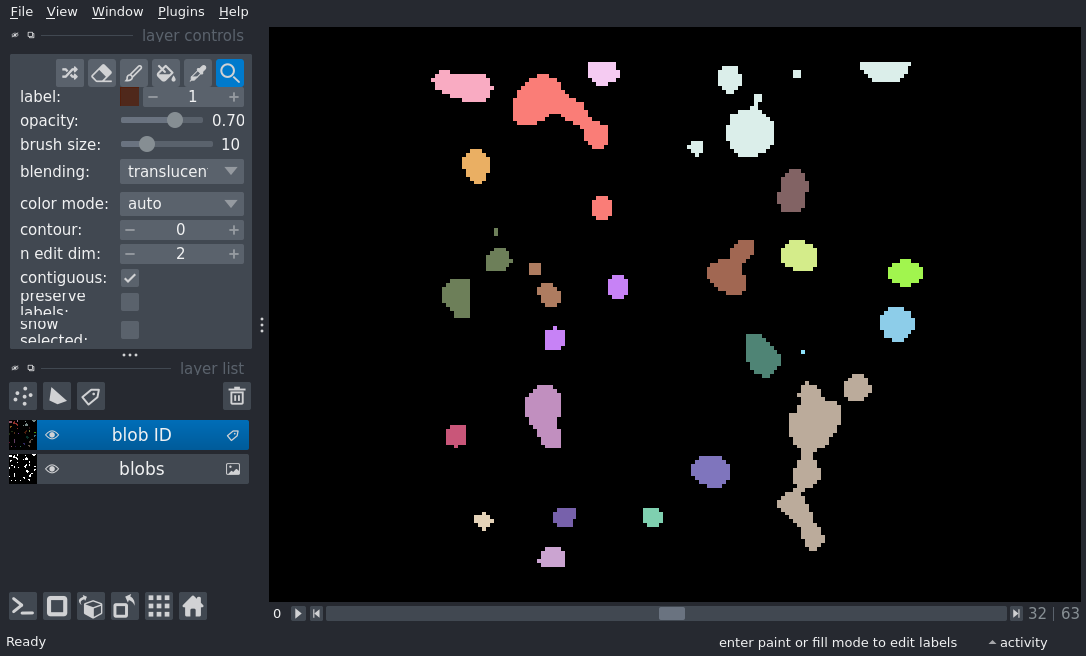 File View Window Plugins Help
layer controls
label: 1
opacity: 0.70
brush size: 10
blending: translucen
color mode: auto
contour: 0
n edit dim: 2
contiguous:
preserve
labels:
show
selected:
layer list
blob ID
blobs
0 32 | 63
Ready enter paint or fill mode to edit labels activity